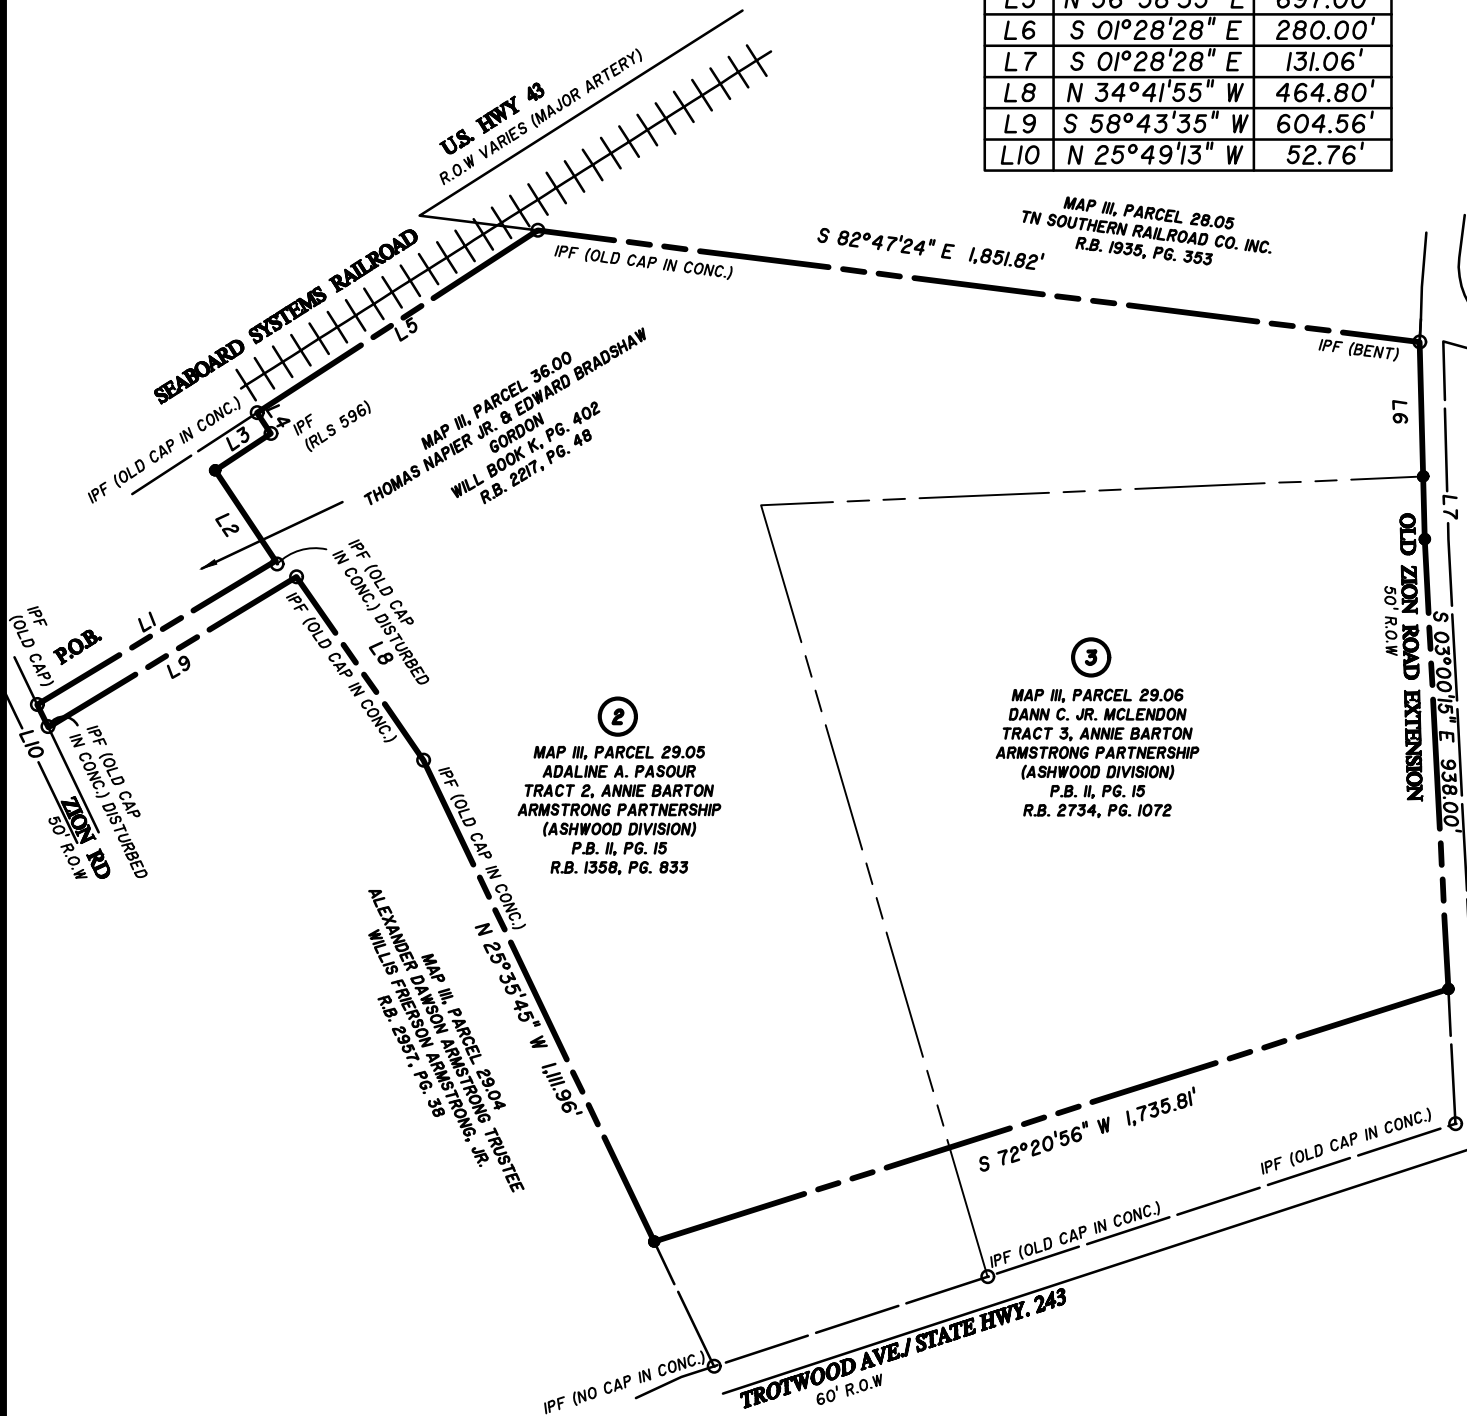 L6 S 01°28'28" E 280.00'
L7 S 01°28'28" E 131.06'
L8 N 34°41'55" W 464.80'
L9 S 58°43'35" W 604.56'
L10 N 25°49'13" W 52.76'
U.S. HWY 43
R.O.W VARIES (MAJOR ARTERY)
MAP 111, PARCEL 28.05
TN SOUTHERN RAILROAD CO. INC.
R.B. 1935, PG. 353
S 82°47'24" E 1,851.82'
IPF (OLD CAP IN CONC.)
SEABOARD SYSTEMS RAILROAD
L5
IPF (BENT)
L6
IPF (OLD CAP IN CONC.)
L3
L4
IPF
(RLS 596)
MAP 111, PARCEL 36.00
THOMAS NAPIER JR. & EDWARD BRADSHAW
GORDON
WILL BOOK K, PG. 402
R.B. 2217, PG. 48
L2
L7
OLD ZION ROAD EXTENSION
50' R.O.W
S 03°00'15" E 938.00'
IPF (OLD CAP
IN CONC.) DISTURBED
IPF
(OLD CAP)
P.O.B.
L1
L9
IPF (OLD CAP IN CONC.)
L8
L10
IPF (OLD CAP
IN CONC.) DISTURBED
ZION RD
50' R.O.W
2
MAP 111, PARCEL 29.05
ADALINE A. PASOUR
TRACT 2, ANNIE BARTON
ARMSTRONG PARTNERSHIP
(ASHWOOD DIVISION)
P.B. 11, PG. 15
R.B. 1358, PG. 833
3
MAP 111, PARCEL 29.06
DANN C. JR. MCLENDON
TRACT 3, ANNIE BARTON
ARMSTRONG PARTNERSHIP
(ASHWOOD DIVISION)
P.B. 11, PG. 15
R.B. 2734, PG. 1072
IPF (OLD CAP IN CONC.)
N 25°35'45" W 1,111.96'
MAP 111, PARCEL 29.04
ALEXANDER DAWSON ARMSTRONG TRUSTEE
WILLIS FRIERSON ARMSTRONG, JR.
R.B. 2957, PG. 38
S 72°20'56" W 1,735.81'
IPF (OLD CAP IN CONC.)
IPF (OLD CAP IN CONC.)
IPF (NO CAP IN CONC.)
TROTWOOD AVE./ STATE HWY. 243
60' R.O.W